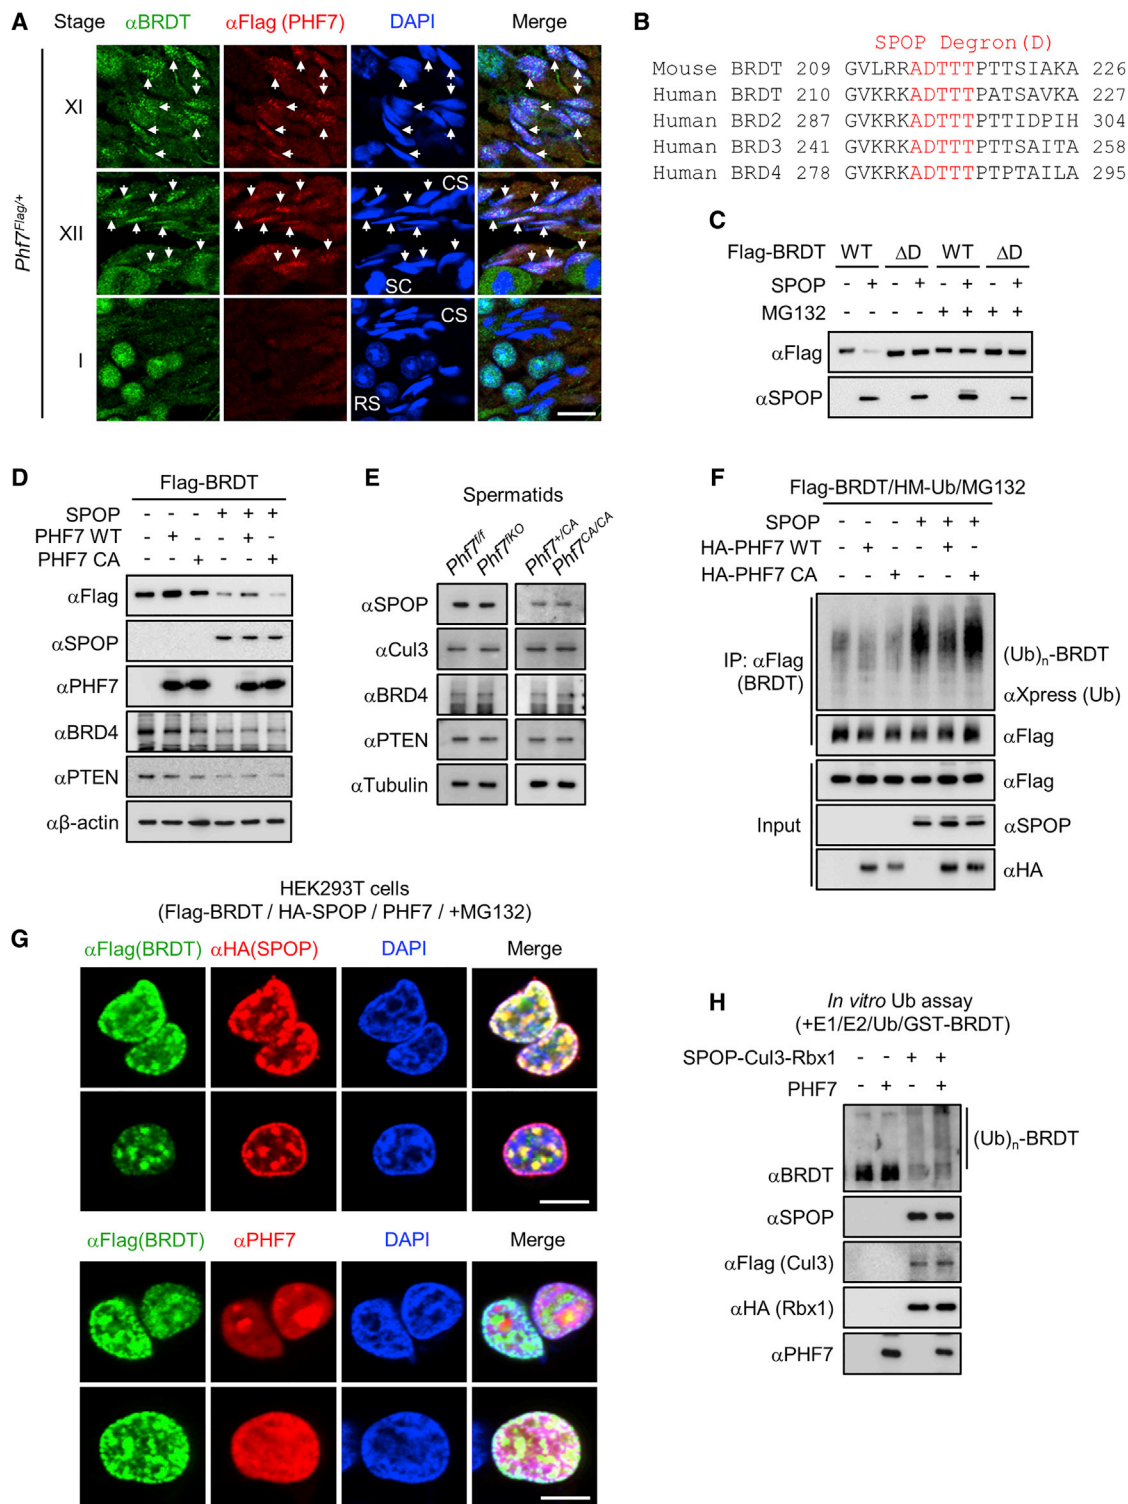 A
Stage αBRDT αFlag (PHF7) DAPI Merge
Phf7Flag/+
XI
XII
CS
SC
I
CS
RS
B
SPOP Degron(D)
Mouse BRDT 209 GVLRRADTTTPTTSIAKA 226
Human BRDT 210 GVKRKADTTTPATSAVKA 227
Human BRD2 287 GVKRKADTTTPTTIDPIH 304
Human BRD3 241 GVKRKADTTTPTTSAITA 258
Human BRD4 278 GVKRKADTTTPTPTAILA 295
C
Flag-BRDT WT ΔD WT ΔD
SPOP - + - + - + - +
MG132 - - - - + + + +
αFlag
αSPOP
D
Flag-BRDT
SPOP - - - + + +
PHF7 WT - + - - + -
PHF7 CA - - + - - +
αFlag
αSPOP
αPHF7
αBRD4
αPTEN
αβ-actin
E
Spermatids
Phf7f/f Phf7fKO Phf7+/CA Phf7CA/CA
αSPOP
αCul3
αBRD4
αPTEN
αTubulin
F
Flag-BRDT/HM-Ub/MG132
SPOP - - - + + +
HA-PHF7 WT - + - - + -
HA-PHF7 CA - - + - - +
IP: αFlag
(BRDT)
(Ub)n-BRDT
αXpress (Ub)
αFlag
Input
αFlag
αSPOP
αHA
HEK293T cells
(Flag-BRDT / HA-SPOP / PHF7 / +MG132)
G
αFlag(BRDT) αHA(SPOP) DAPI Merge
αFlag(BRDT) αPHF7 DAPI Merge
H
In vitro Ub assay
(+E1/E2/Ub/GST-BRDT)
SPOP-Cul3-Rbx1 - - + +
PHF7 - + - +
(Ub)n-BRDT
αBRDT
αSPOP
αFlag (Cul3)
αHA (Rbx1)
αPHF7